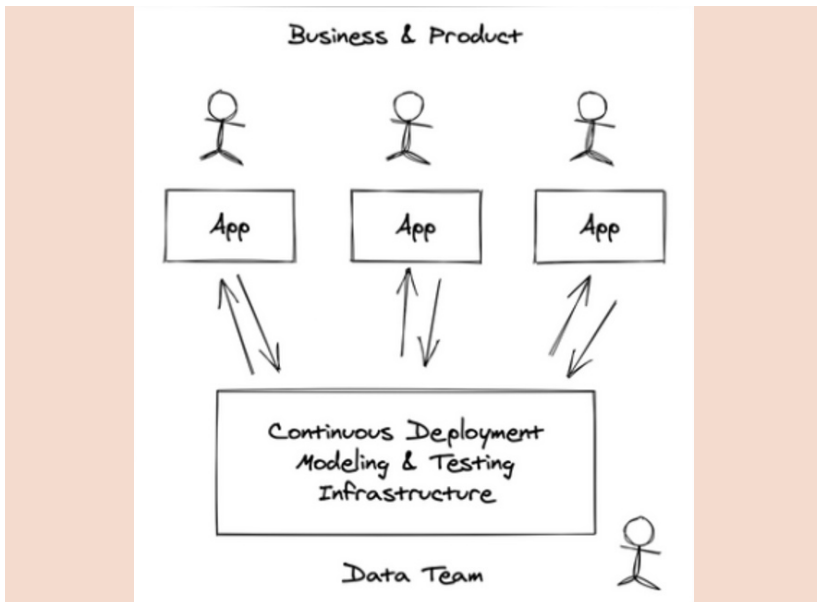 Business & Product
App
App
App
Continuous Deployment
Modeling & Testing
Infrastructure
Data Team